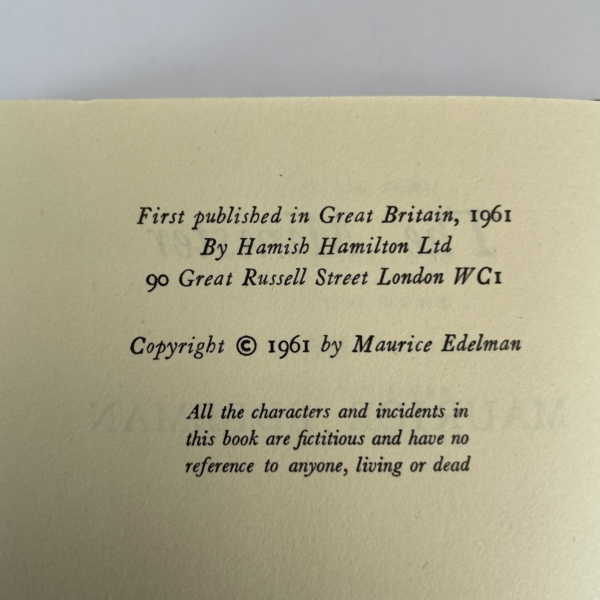 First published in Great Britain, 1961
By Hamish Hamilton Ltd
90 Great Russell Street London WC1
Copyright © 1961 by Maurice Edelman
All the characters and incidents in
this book are fictitious and have no
reference to anyone, living or dead